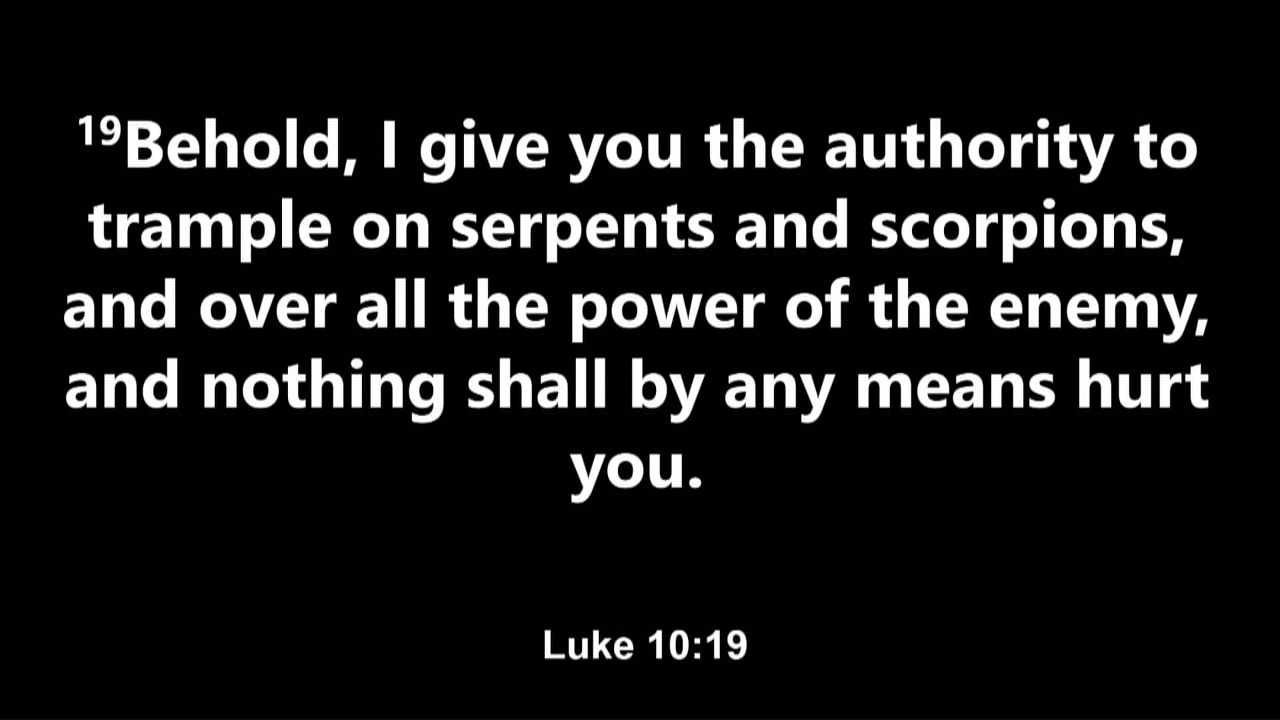 19Behold, I give you the authority to
trample on serpents and scorpions,
and over all the power of the enemy,
and nothing shall by any means hurt
you.
Luke 10:19